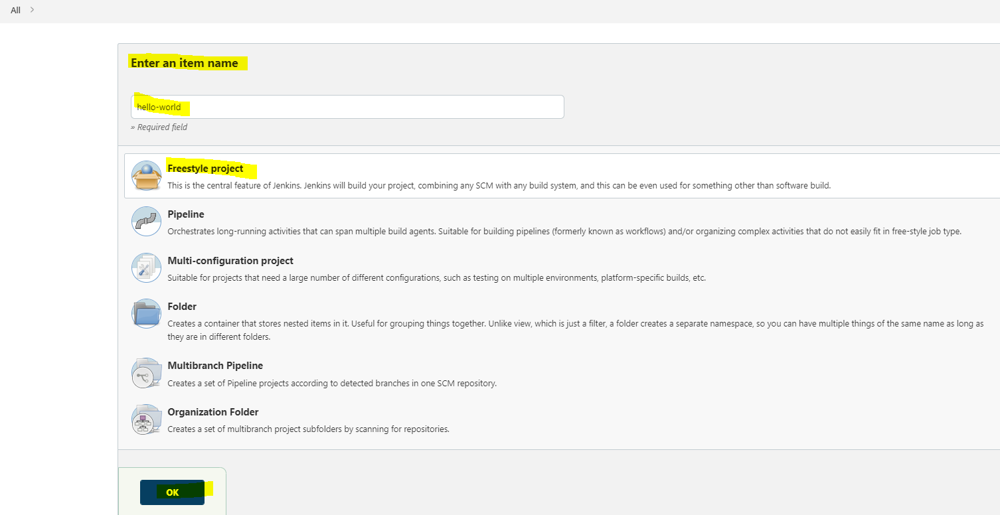 All
Enter an item name
hello-world
» Required field
Freestyle project
This is the central feature of Jenkins. Jenkins will build your project, combining any SCM with any build system, and this can be even used for something other than software build.
Pipeline
Orchestrates long-running activities that can span multiple build agents. Suitable for building pipelines (formerly known as workflows) and/or organizing complex activities that do not easily fit in free-style job type.
Multi-configuration project
Suitable for projects that need a large number of different configurations, such as testing on multiple environments, platform-specific builds, etc.
Folder
Creates a container that stores nested items in it. Useful for grouping things together. Unlike view, which is just a filter, a folder creates a separate namespace, so you can have multiple things of the same name as long as
they are in different folders.
Multibranch Pipeline
Creates a set of Pipeline projects according to detected branches in one SCM repository.
Organization Folder
Creates a set of multibranch project subfolders by scanning for repositories.
OK